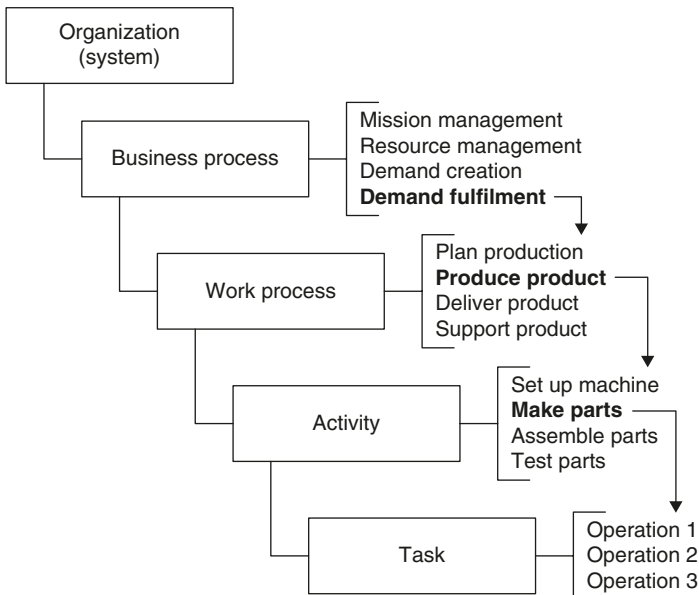 Organization
(system)
Business process
Mission management
Resource management
Demand creation
Demand fulfilment
Work process
Plan production
Produce product
Deliver product
Support product
Activity
Set up machine
Make parts
Assemble parts
Test parts
Task
Operation 1
Operation 2
Operation 3